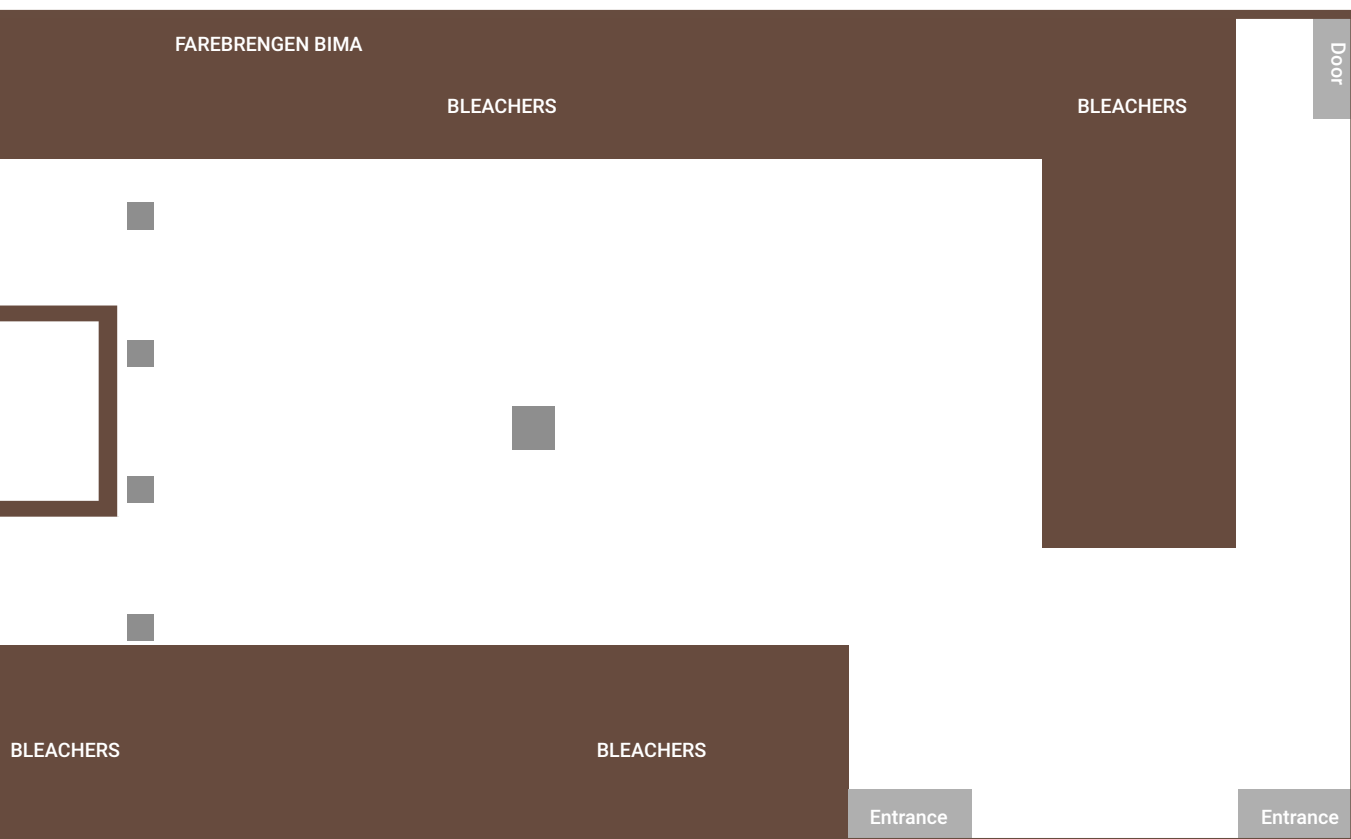 FAREBRENGEN BIMA
Door
BLEACHERS
BLEACHERS
BLEACHERS
BLEACHERS
Entrance
Entrance